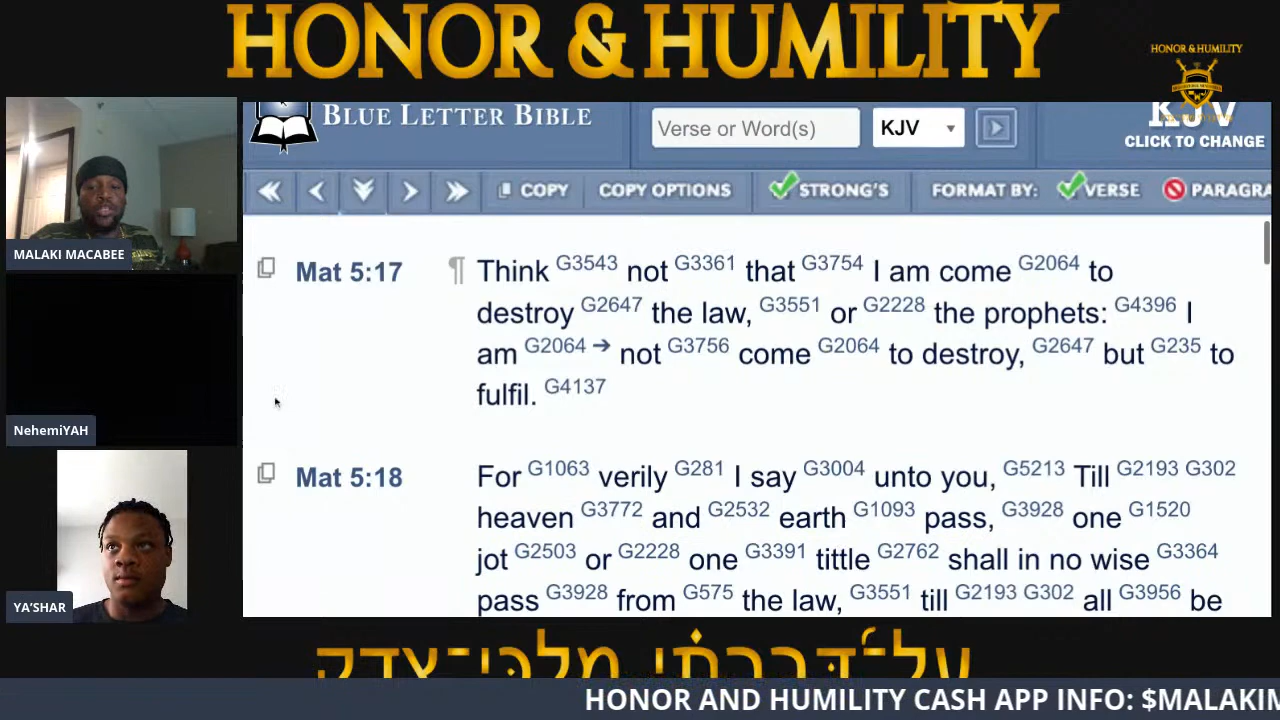 HONOR & HUMILITY
HONOR & HUMILITY
MALAKI MACABEE
NehemiYAH
YA'SHAR
BLUE LETTER BIBLE
Verse or Word(s)
KJV
KJV
CLICK TO CHANGE
COPY
COPY OPTIONS
STRONG'S
FORMAT BY:
VERSE
PARAGRA
Mat 5:17
¶ Think G3543 not G3361 that G3754 I am come G2064 to
destroy G2647 the law, G3551 or G2228 the prophets: G4396 I
am G2064 → not G3756 come G2064 to destroy, G2647 but G235 to
fulfil. G4137
Mat 5:18
For G1063 verily G281 I say G3004 unto you, G5213 Till G2193 G302
heaven G3772 and G2532 earth G1093 pass, G3928 one G1520
jot G2503 or G2228 one G3391 tittle G2762 shall in no wise G3364
pass G3928 from G575 the law, G3551 till G2193 G302 all G3956 be
על־דברתי מלכי־צדק
HONOR AND HUMILITY CASH APP INFO: $MALAKIM